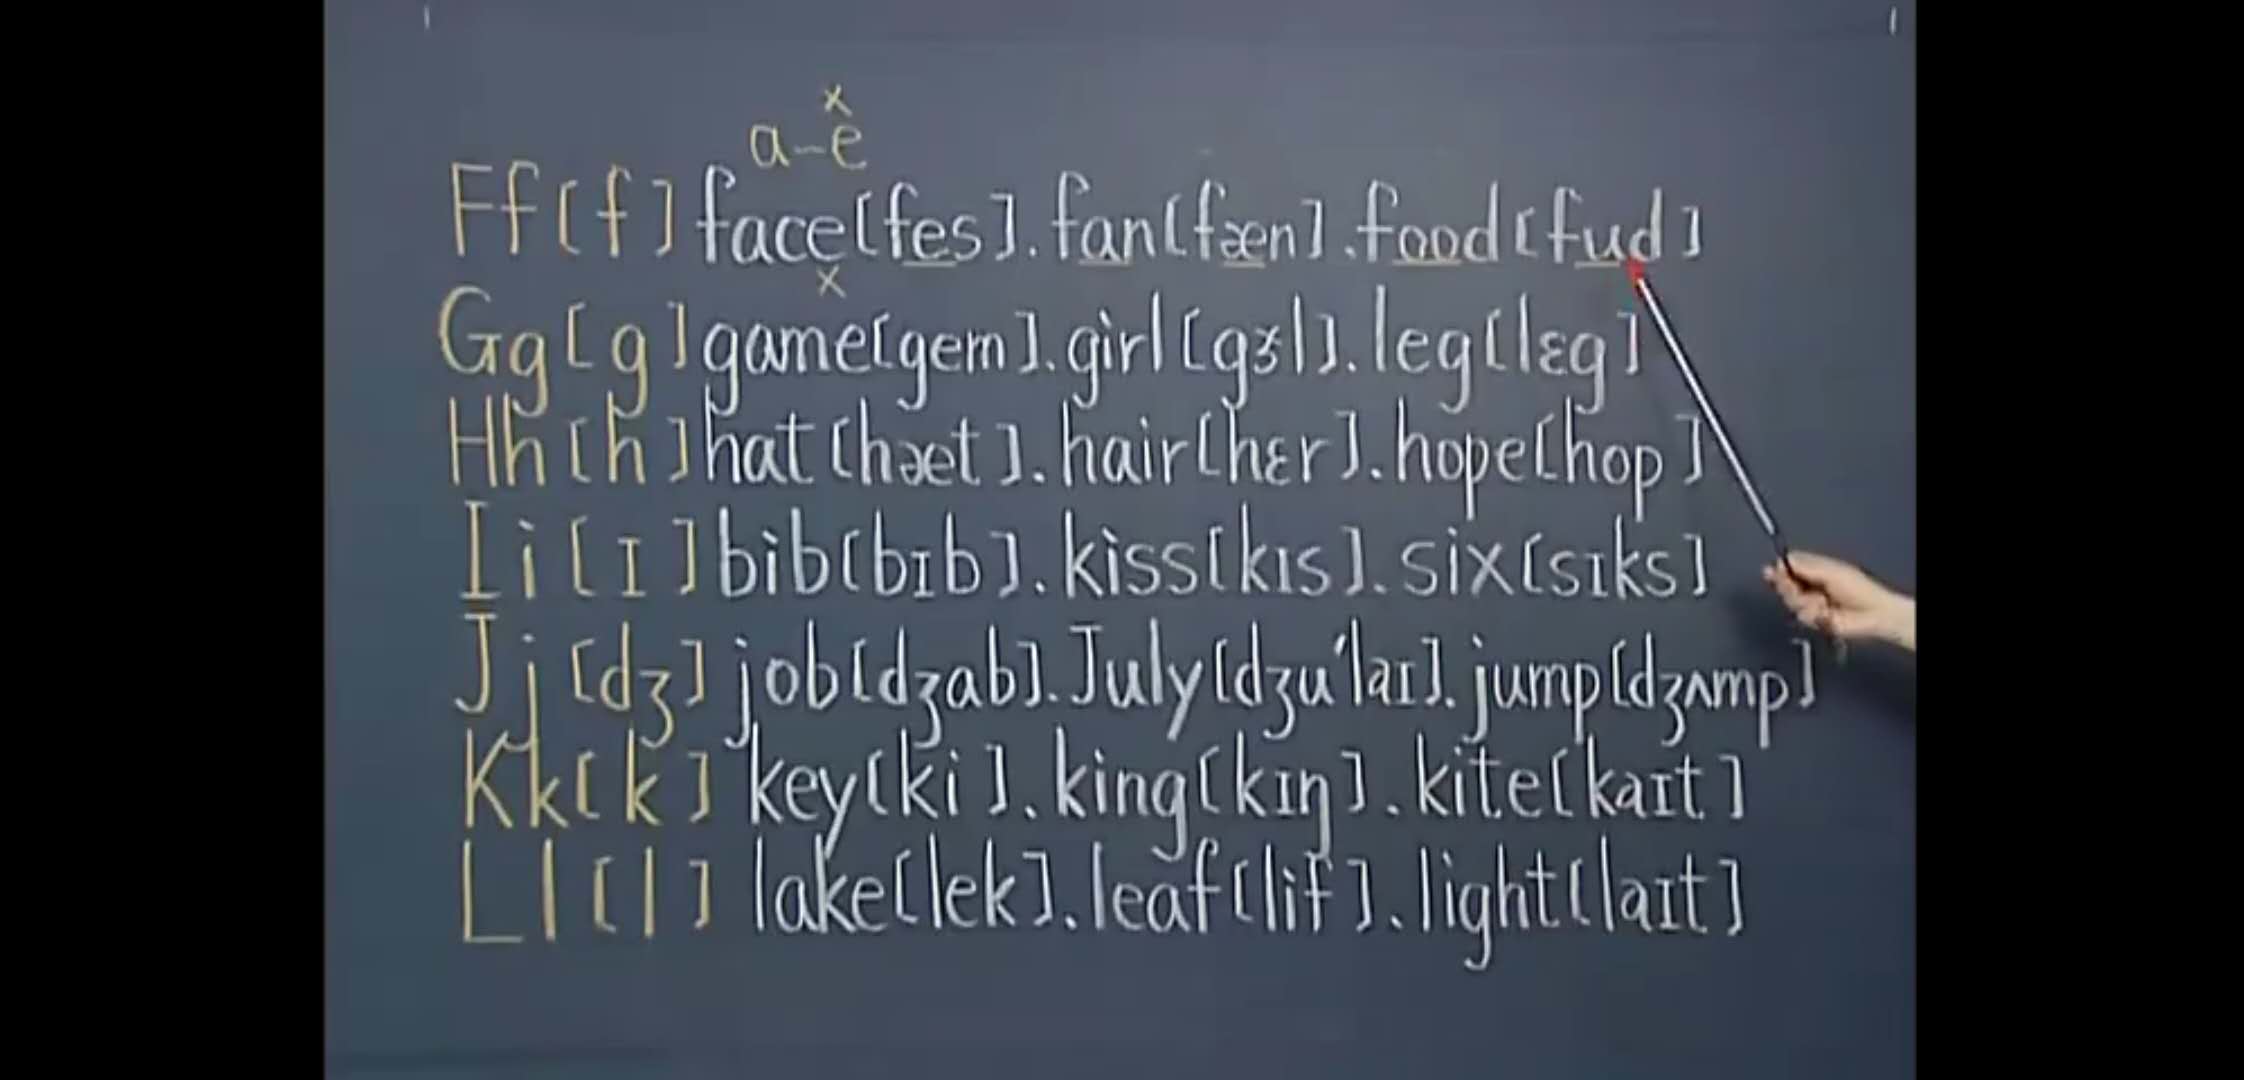 a-e
Ff [f] face [fes]. fan [fæn]. food [fud]
x
Gg [g] game [gem]. girl [gɝl]. leg [lɛg]
Hh [h] hat [hæt]. hair [hɛr]. hope [hop]
Ii [ɪ] bib [bɪb]. kiss [kɪs]. six [sɪks]
Jj [dʒ] job [dʒab]. July [dʒu'laɪ]. jump [dʒʌmp]
Kk [k] key [ki]. king [kɪŋ]. kite [kaɪt]
Ll [l] lake [lek]. leaf [lif]. light [laɪt]